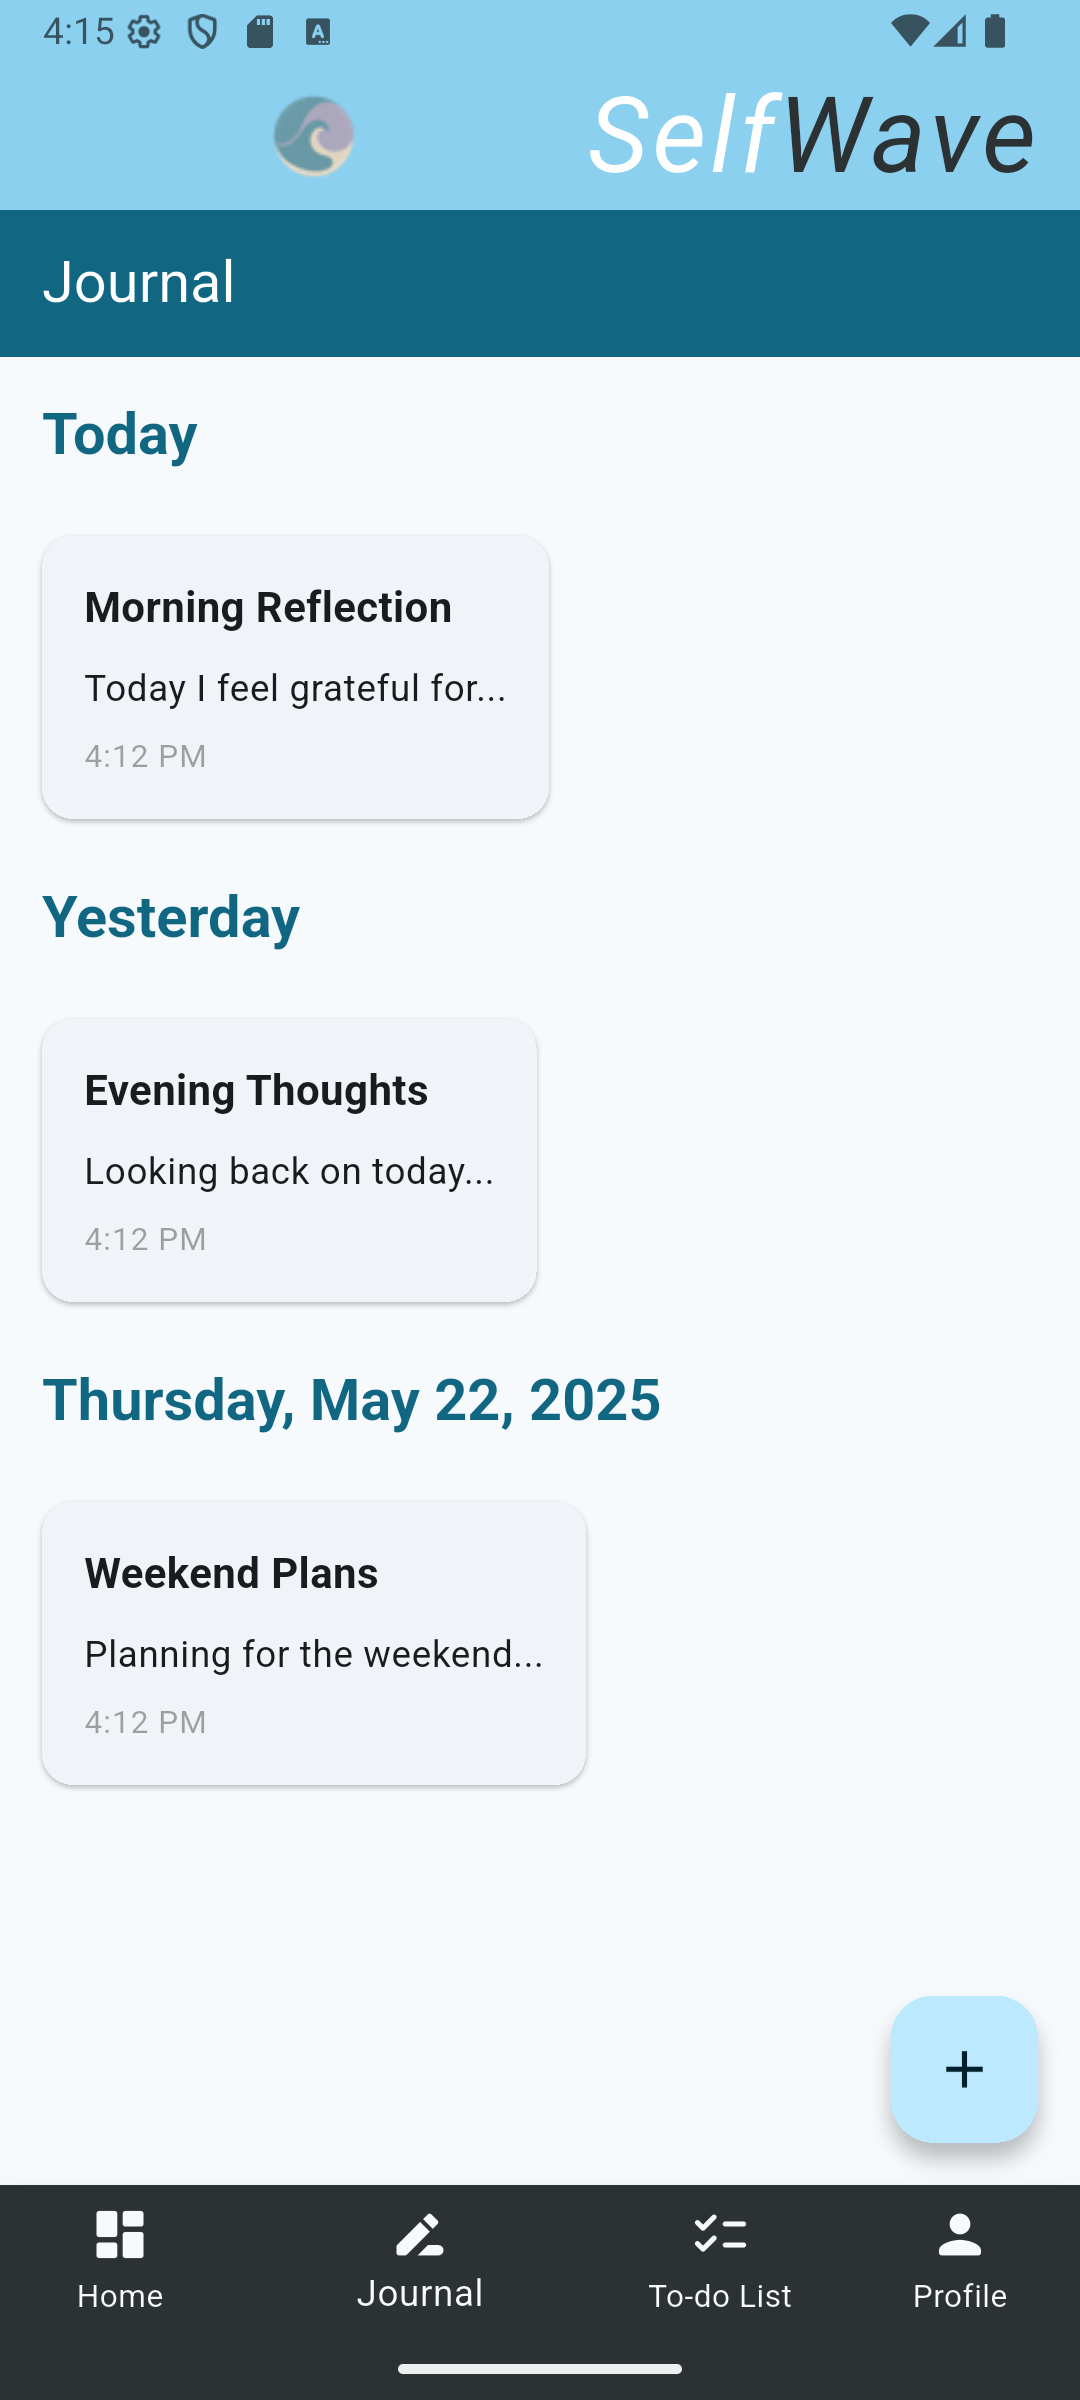 4:15
SelfWave
Journal
Today
Morning Reflection
Today I feel grateful for...
4:12 PM
Yesterday
Evening Thoughts
Looking back on today...
4:12 PM
Thursday, May 22, 2025
Weekend Plans
Planning for the weekend...
4:12 PM
Home Journal To-do List Profile